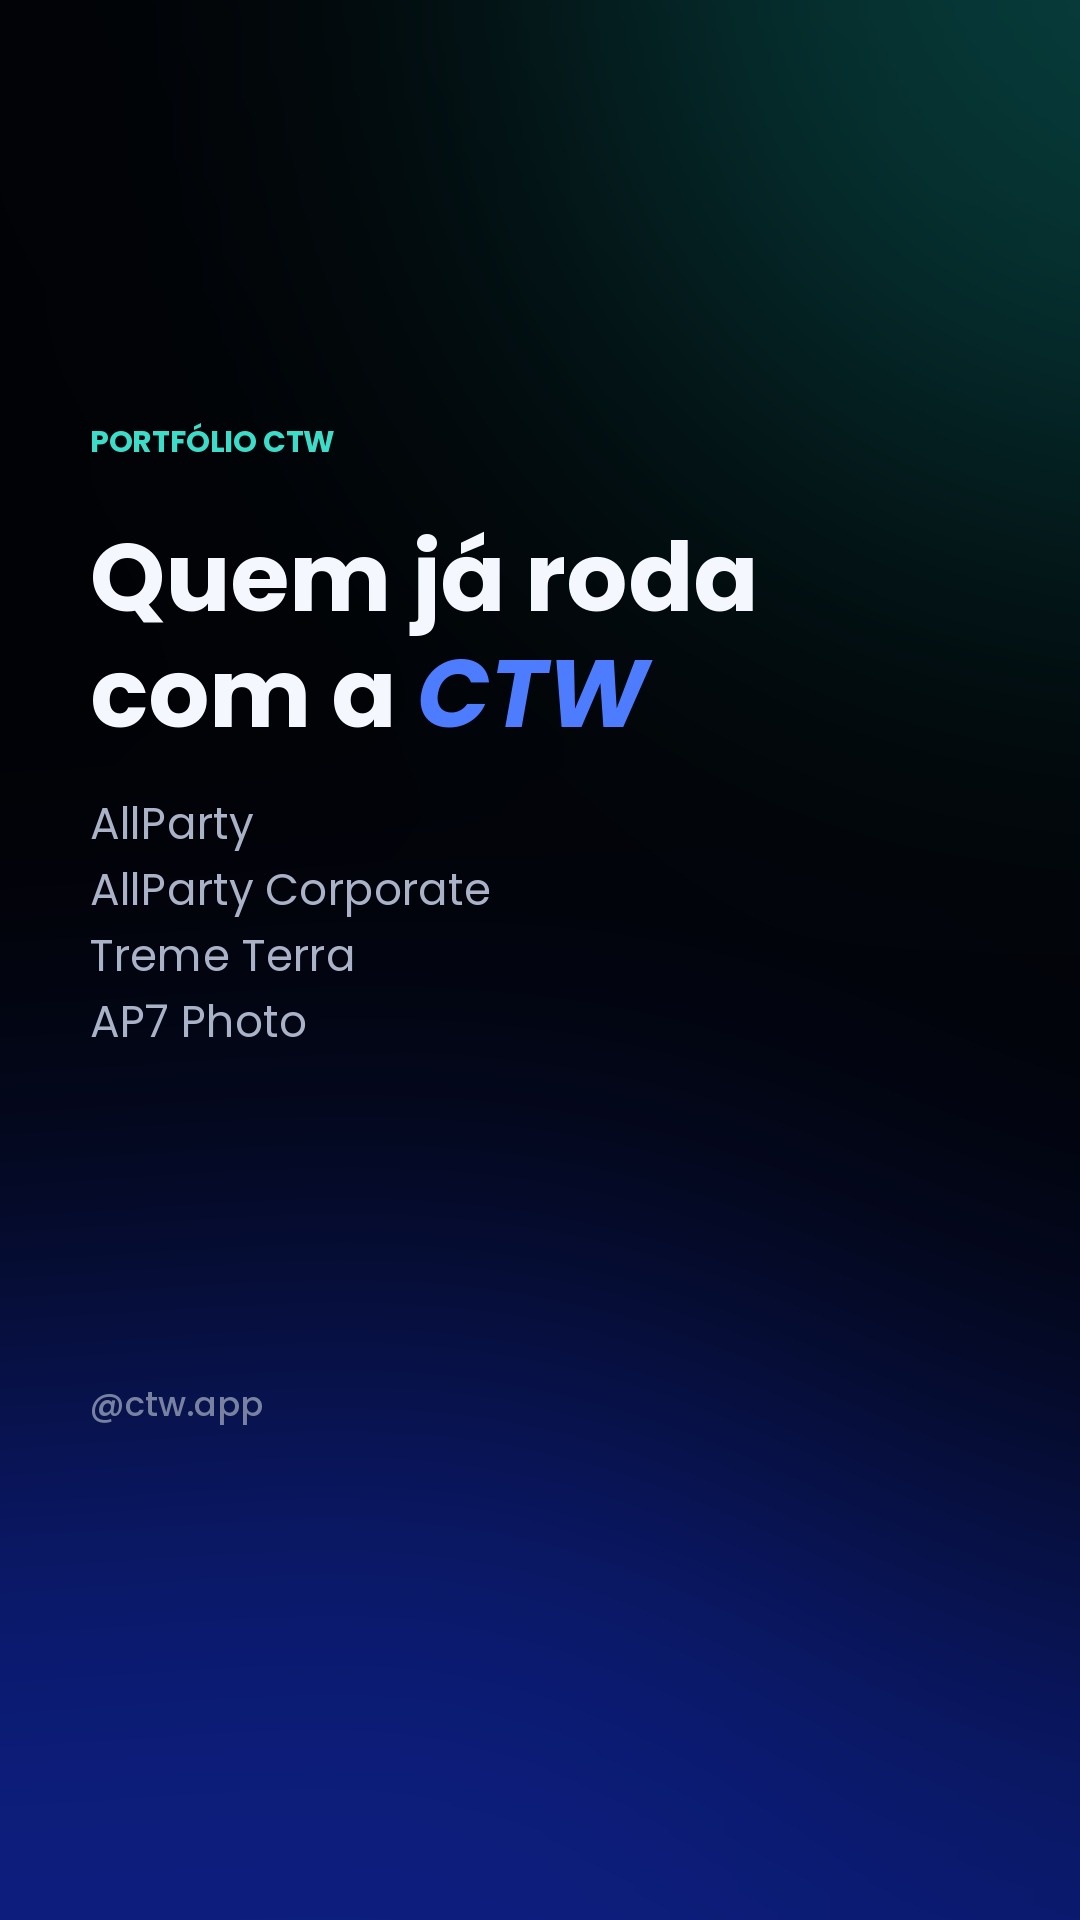 PORTFÓLIO CTW
Quem já roda
com a CTW
AllParty
AllParty Corporate
Treme Terra
AP7 Photo
@ctw.app